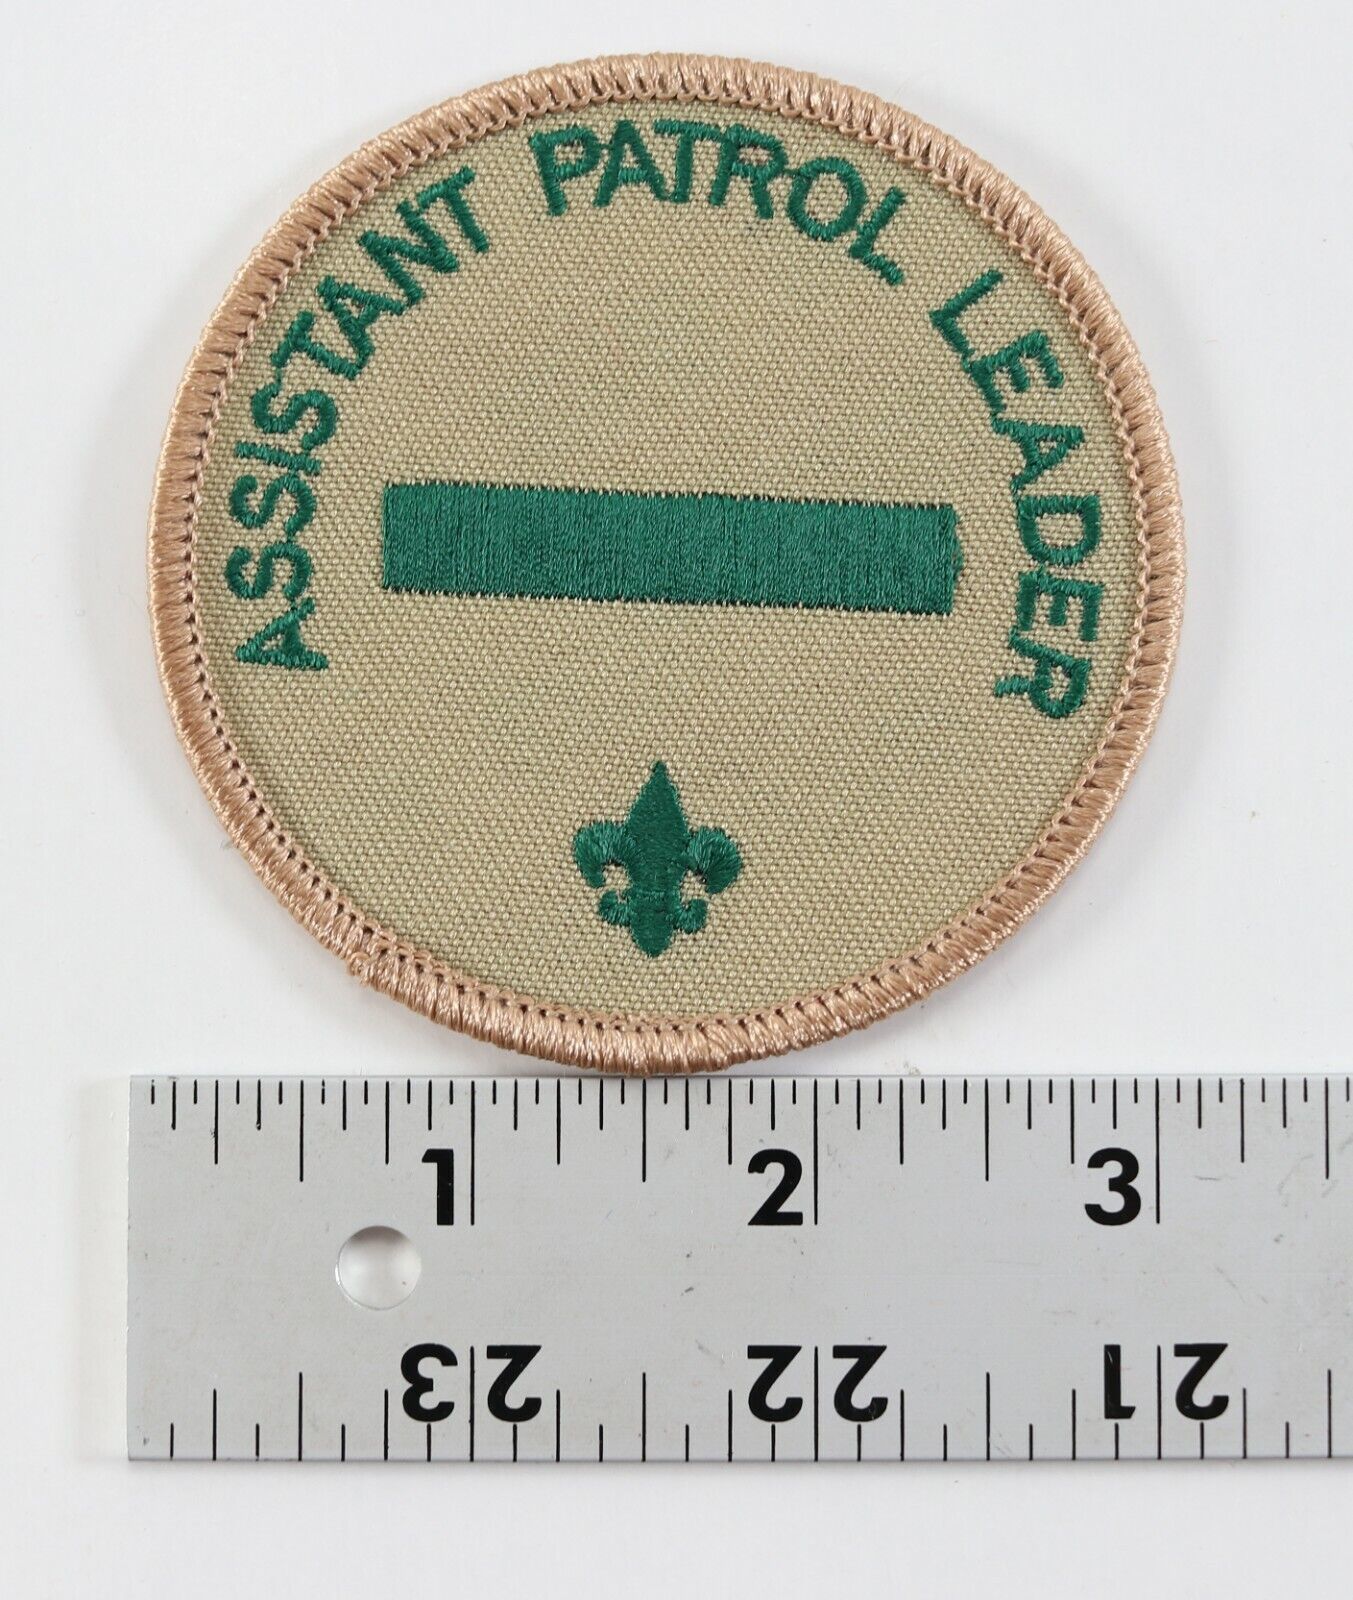 ASSISTANT PATROL LEADER
1 2 3
23 22 21